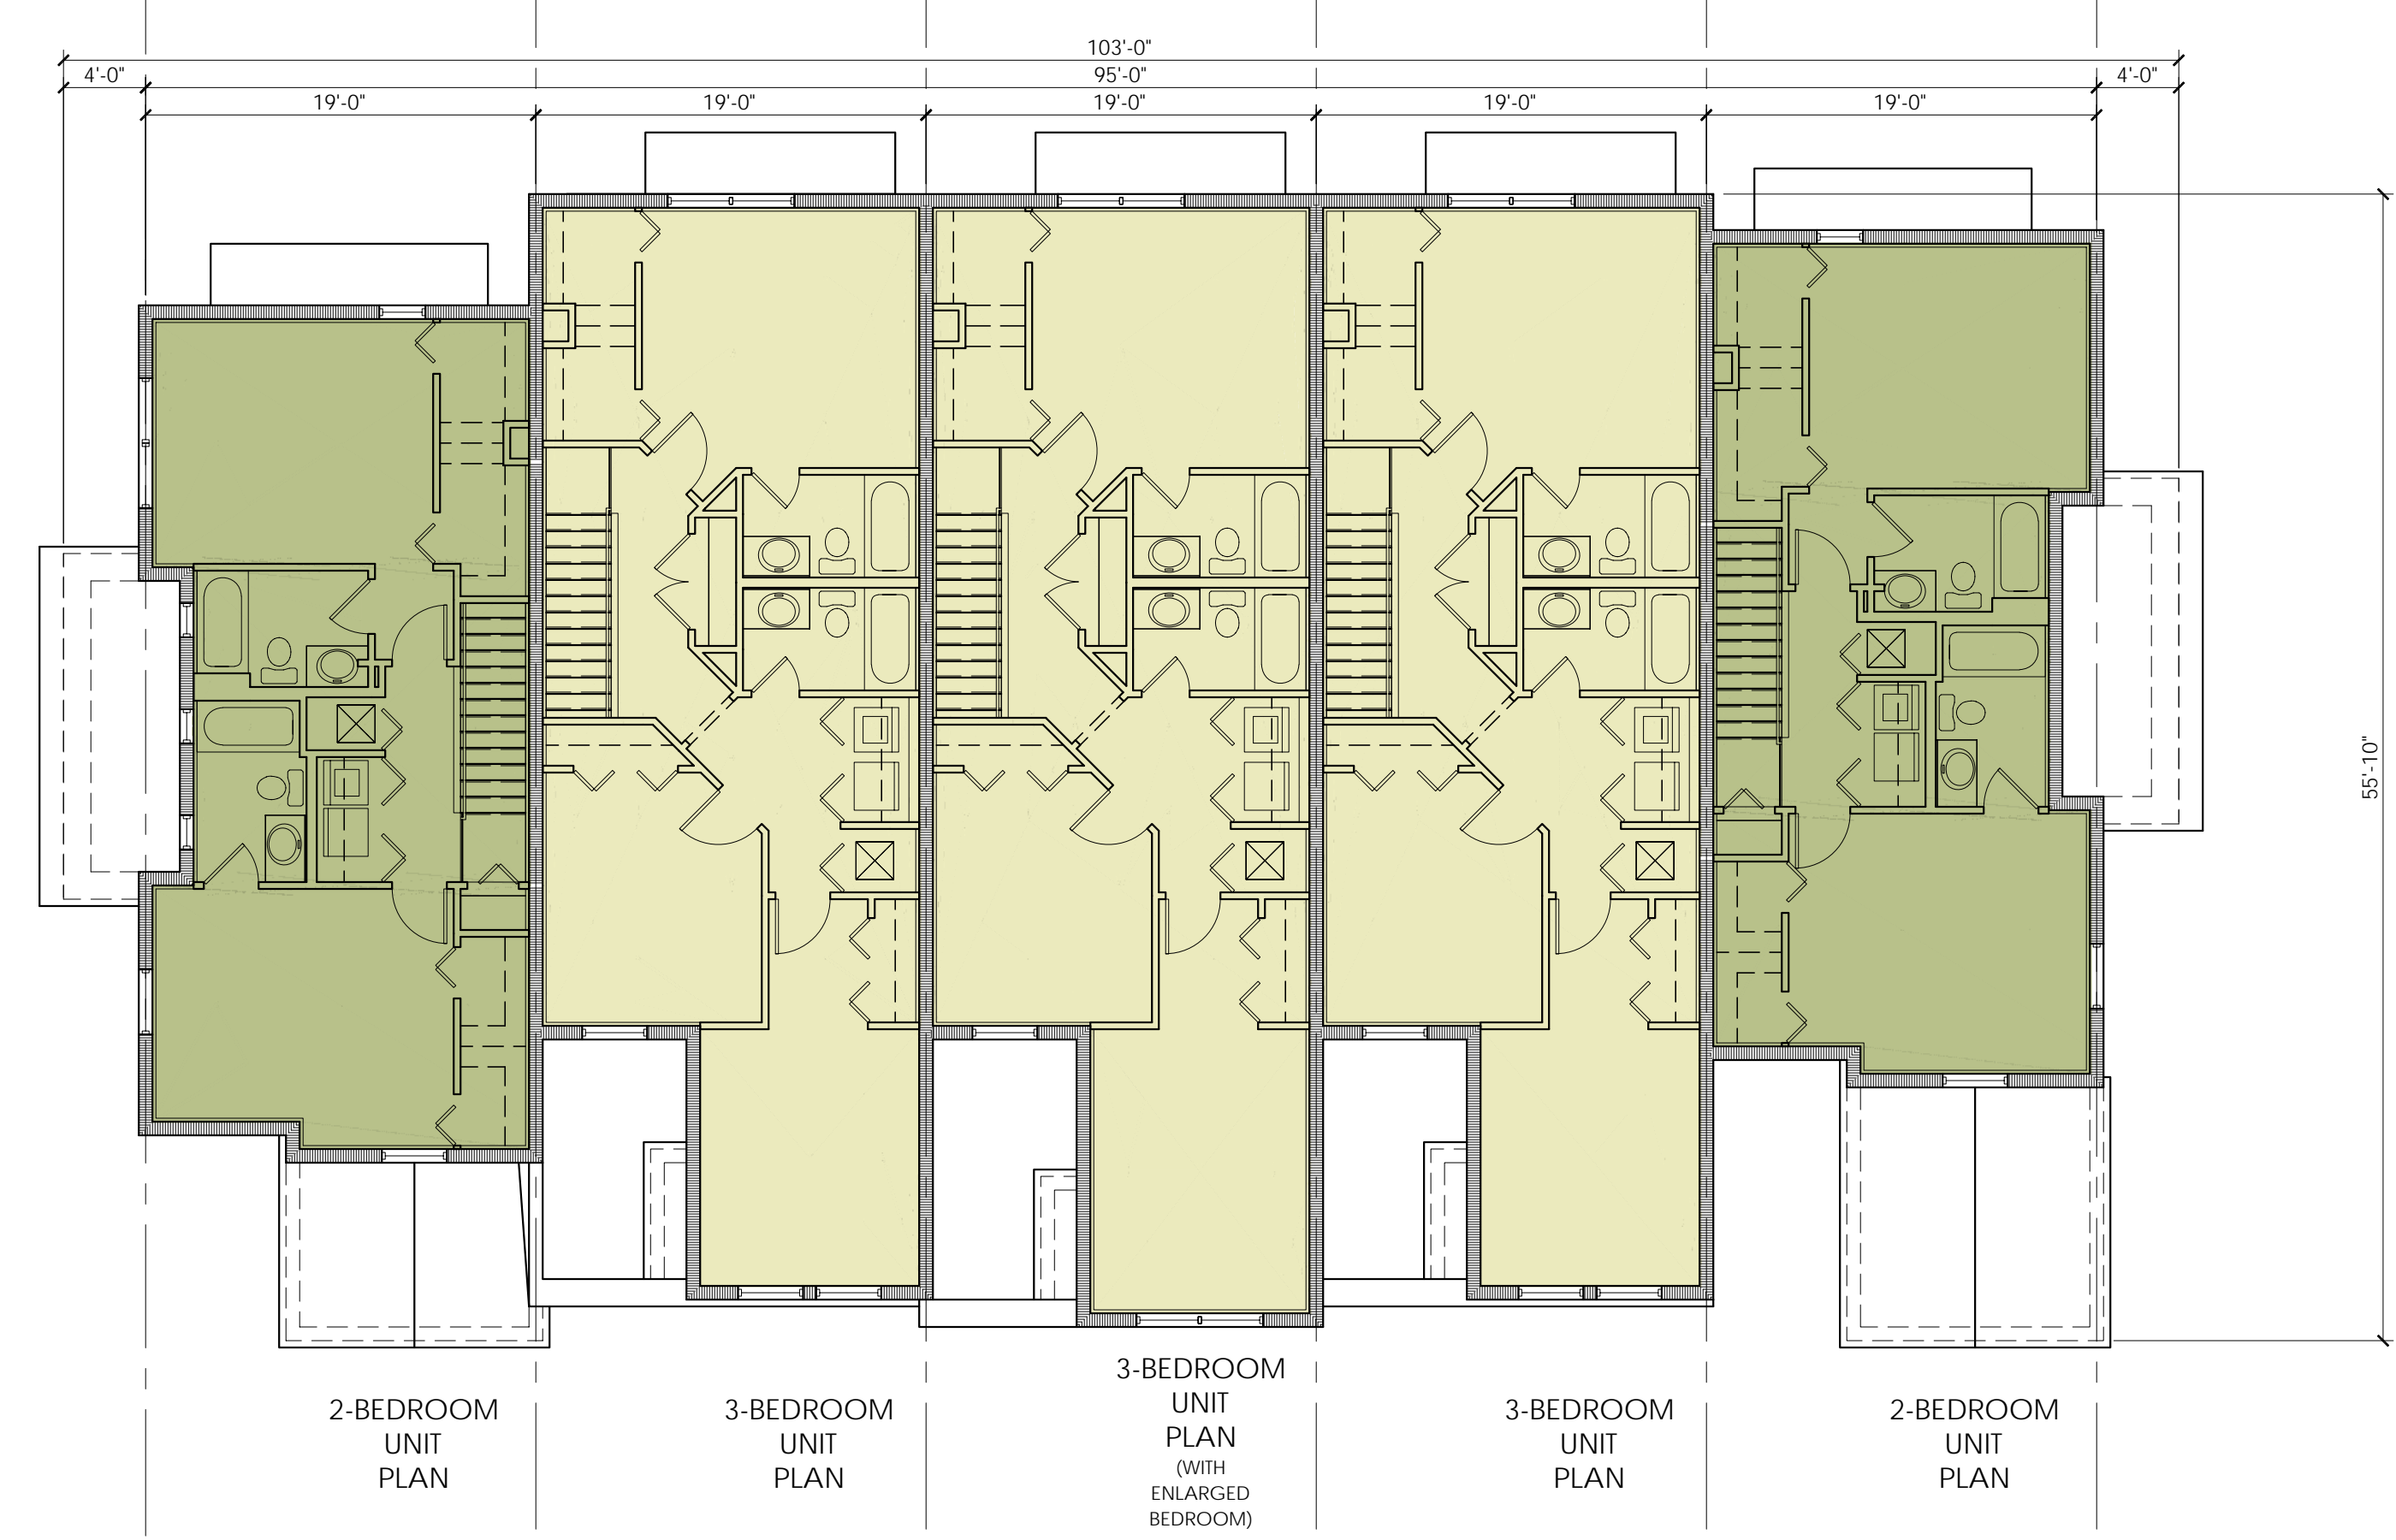 103'-0"
4'-0"
95'-0"
4'-0"
19'-0"
19'-0"
19'-0"
19'-0"
19'-0"
55'-10"
2-BEDROOM
UNIT
PLAN
3-BEDROOM
UNIT
PLAN
3-BEDROOM
UNIT
PLAN
(WITH
ENLARGED
BEDROOM)
3-BEDROOM
UNIT
PLAN
2-BEDROOM
UNIT
PLAN